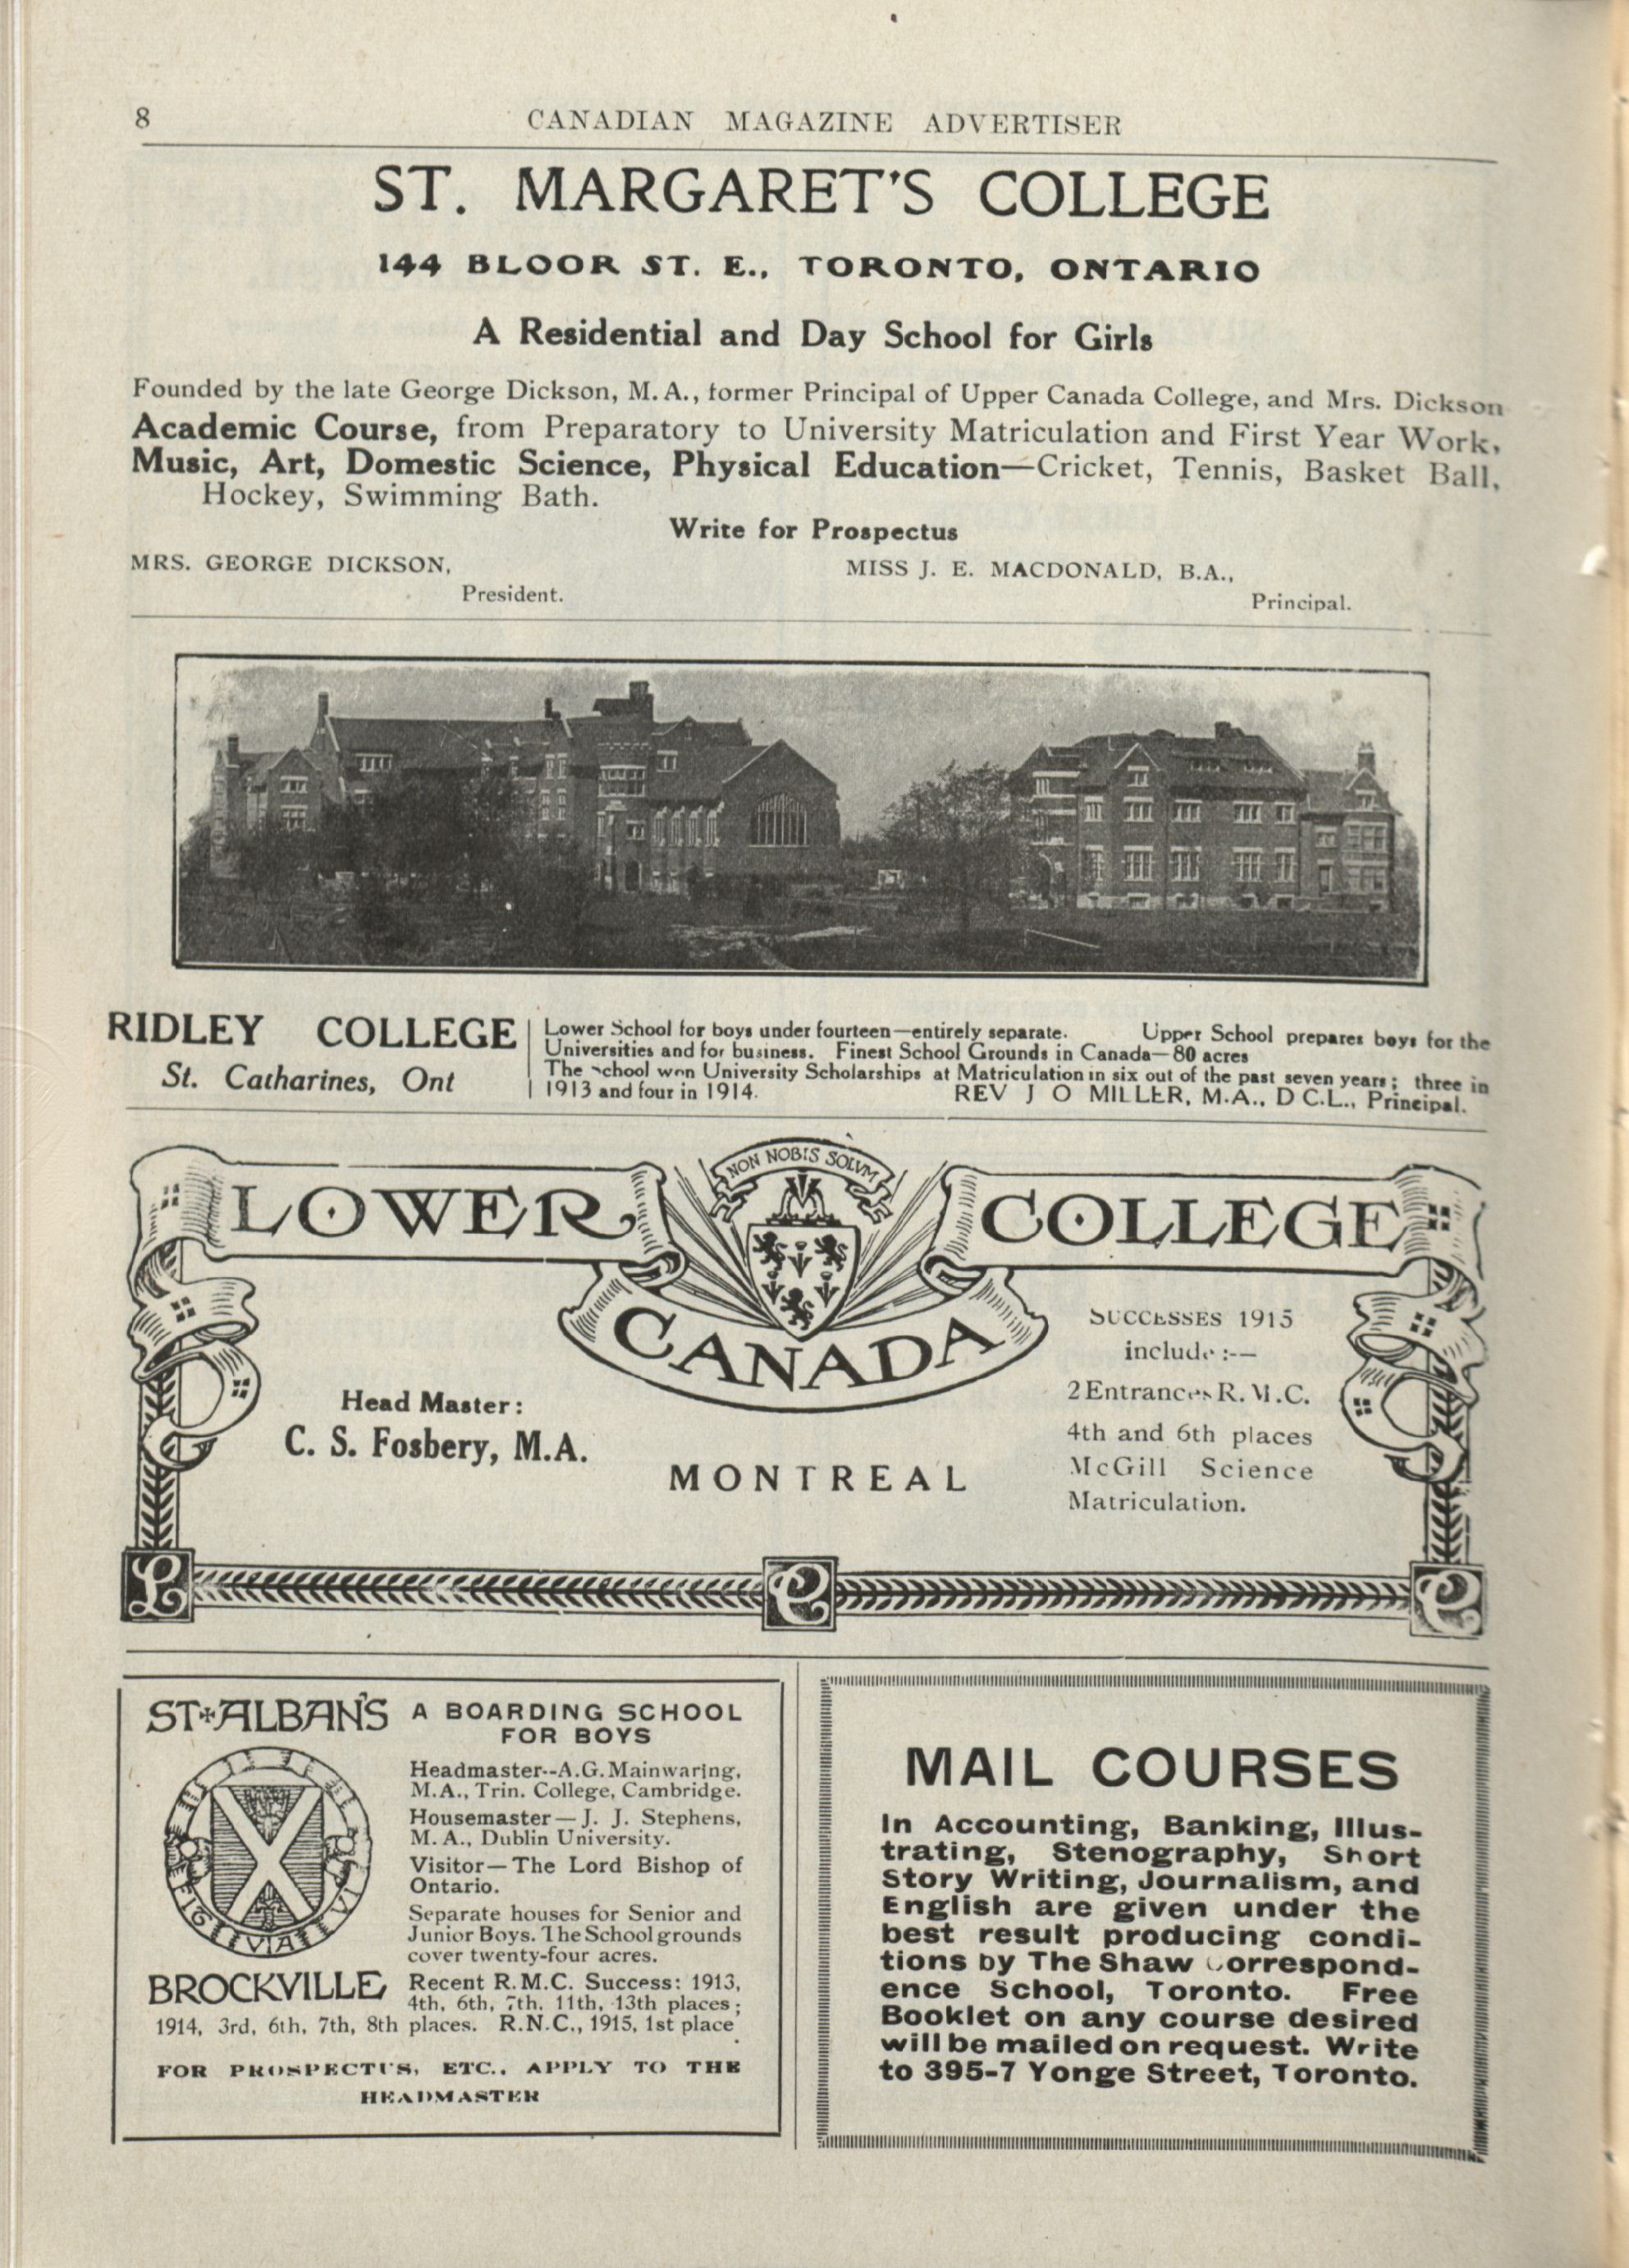 8
CANADIAN MAGAZINE ADVERTISER
ST. MARGARET'S COLLEGE
144 BLOOR ST. E., TORONTO, ONTARIO
A Residential and Day School for Girls
Founded by the late George Dickson, M. A., former Principal of Upper Canada College, and Mrs. Dickson
Academic Course, from Preparatory to University Matriculation and First Year Work,
Music, Art, Domestic Science, Physical Education—Cricket, Tennis, Basket Ball,
Hockey, Swimming Bath.
Write for Prospectus
MRS. GEORGE DICKSON,
President.
MISS J. E. MACDONALD, B.A.,
Principal.
RIDLEY COLLEGE
St. Catharines, Ont
Lower School for boys under fourteen—entirely separate. Upper School prepares boys for the
Universities and for business. Finest School Grounds in Canada—80 acres
The School won University Scholarships at Matriculation in six out of the past seven years; three in
1913 and four in 1914. REV J O MILLER, M.A., D C.L., Principal.
NON NOBIS SOLVM
LOWER
COLLEGE
CANADA
Head Master:
C. S. Fosbery, M.A.
MONTREAL
SUCCESSES 1915
include :--
2 Entrances R. M.C.
4th and 6th places
McGill Science
Matriculation.
L
C
C
ST ALBAN'S
BROCKVILLE
A BOARDING SCHOOL
FOR BOYS
Headmaster--A.G. Mainwaring,
M.A., Trin. College, Cambridge.
Housemaster—J. J. Stephens,
M. A., Dublin University.
Visitor—The Lord Bishop of
Ontario.
Separate houses for Senior and
Junior Boys. The School grounds
cover twenty-four acres.
Recent R.M.C. Success: 1913,
4th, 6th, 7th, 11th, 13th places;
1914, 3rd, 6th, 7th, 8th places. R.N.C., 1915, 1st place
FOR PROSPECTUS, ETC., APPLY TO THE
HEADMASTER
MAIL COURSES
In Accounting, Banking, Illus-
trating, Stenography, Short
Story Writing, Journalism, and
English are given under the
best result producing condi-
tions by The Shaw Correspond-
ence School, Toronto. Free
Booklet on any course desired
will be mailed on request. Write
to 395-7 Yonge Street, Toronto.